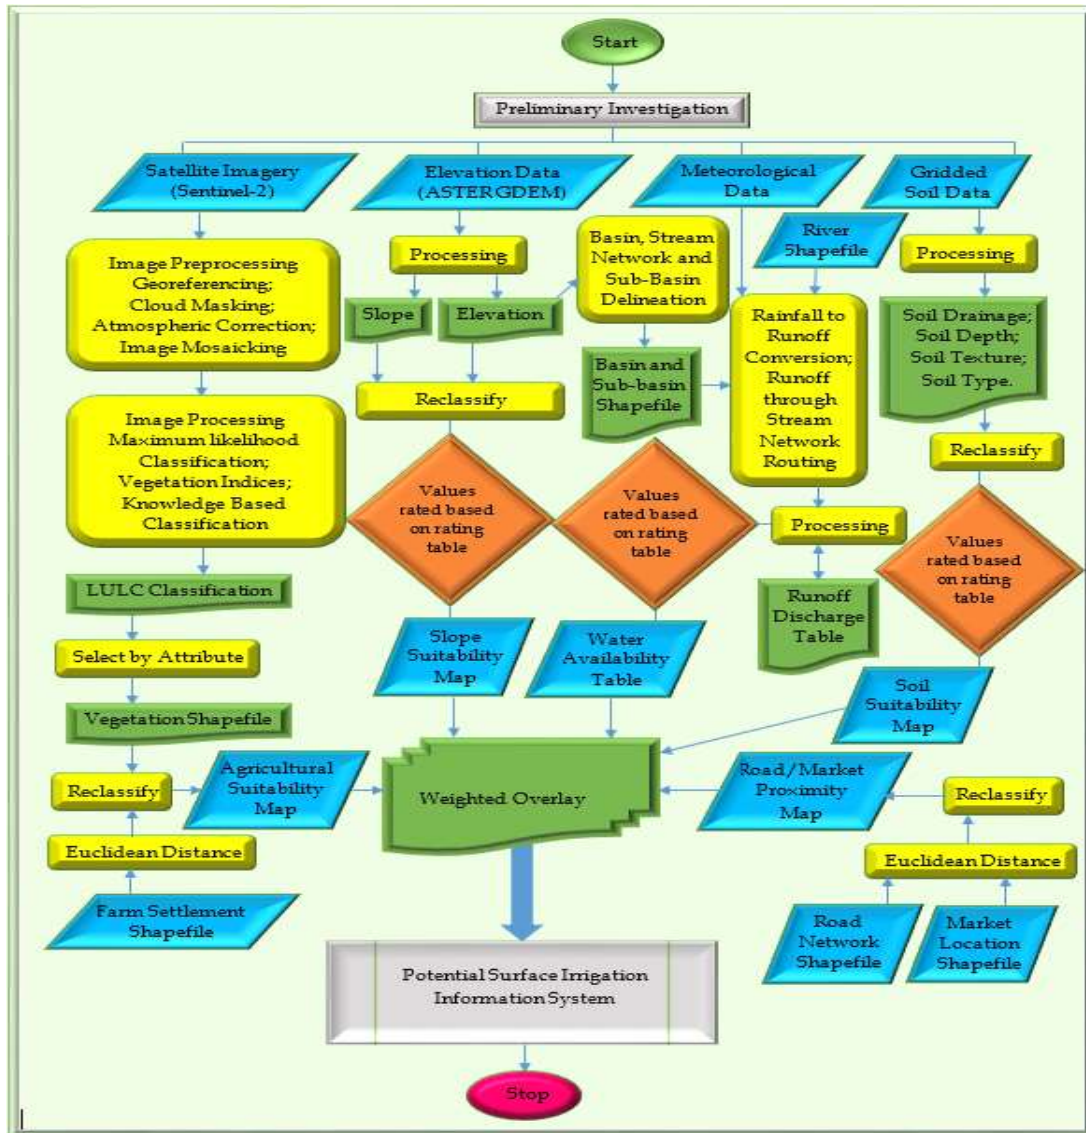 Start
Preliminary Investigation
Satellite Imagery
(Sentinel-2)
Elevation Data
(ASTERGDEM)
Meteorological
Data
Gridded
Soil Data
River
Shapefile
Image Preprocessing
Georeferencing;
Cloud Masking;
Atmospheric Correction;
Image Mosaicking
Processing
Slope
Elevation
Basin, Stream
Network and
Sub-Basin
Delineation
Basin and
Sub-basin
Shapefile
Rainfall to
Runoff
Conversion;
Runoff
through
Stream
Network
Routing
Processing
Soil Drainage;
Soil Depth;
Soil Texture;
Soil Type.
Reclassify
Reclassify
Image Processing
Maximum likelihood
Classification;
Vegetation Indices;
Knowledge Based
Classification
Values
rated based
on rating
table
Values
rated based
on rating
table
Processing
Values
rated based
on rating
table
LULC Classification
Runoff
Discharge
Table
Select by Attribute
Slope
Suitability
Map
Water
Availability
Table
Soil
Suitability
Map
Vegetation Shapefile
Reclassify
Agricultural
Suitability
Map
Weighted Overlay
Road/Market
Proximity
Map
Reclassify
Euclidean Distance
Euclidean Distance
Farm Settlement
Shapefile
Road
Network
Shapefile
Market
Location
Shapefile
Potential Surface Irrigation
Information System
Stop